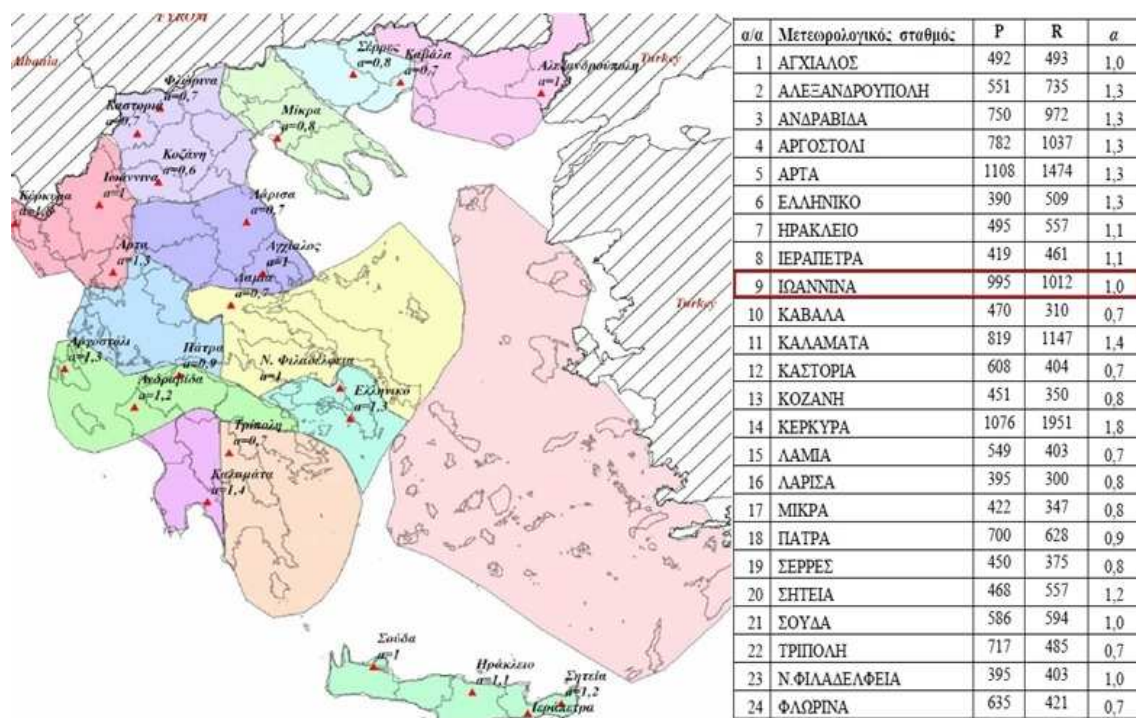 FYROM
Albania
Turkey
Σέρρες
a=0,8
Καβάλα
a=0,7
Αλεξανδρούπολη
a=1,3
Φλώρινα
a=0,7
Καστοριά
a=0,7
Μίκρα
a=0,8
Κοζάνη
a=0,6
Ιωάννινα
a=1
Κέρκυρα
a=1,8
Λάρισα
a=0,7
Άρτα
a=1,3
Αγχίαλος
a=1
Λαμία
a=0,7
Turkey
Αργοστόλι
a=1,3
Πάτρα
a=0,9
Ν. Φιλαδέλφεια
a=1
Ανδραβίδα
a=1,2
Ελληνικό
a=1,3
Τρίπολη
a=0,7
Καλαμάτα
a=1,4
Σούδα
a=1
Ηράκλειο
a=1,1
Σητεία
a=1,2
Ιεράπετρα
α/α Μετεωρολογικός σταθμός P R α
1 ΑΓΧΙΑΛΟΣ 492 493 1,0
2 ΑΛΕΞΑΝΔΡΟΥΠΟΛΗ 551 735 1,3
3 ΑΝΔΡΑΒΙΔΑ 750 972 1,3
4 ΑΡΓΟΣΤΟΛΙ 782 1037 1,3
5 ΑΡΤΑ 1108 1474 1,3
6 ΕΛΛΗΝΙΚΟ 390 509 1,3
7 ΗΡΑΚΛΕΙΟ 495 557 1,1
8 ΙΕΡΑΠΕΤΡΑ 419 461 1,1
9 ΙΩΑΝΝΙΝΑ 995 1012 1,0
10 ΚΑΒΑΛΑ 470 310 0,7
11 ΚΑΛΑΜΑΤΑ 819 1147 1,4
12 ΚΑΣΤΟΡΙΑ 608 404 0,7
13 ΚΟΖΑΝΗ 451 350 0,8
14 ΚΕΡΚΥΡΑ 1076 1951 1,8
15 ΛΑΜΙΑ 549 403 0,7
16 ΛΑΡΙΣΑ 395 300 0,8
17 ΜΙΚΡΑ 422 347 0,8
18 ΠΑΤΡΑ 700 628 0,9
19 ΣΕΡΡΕΣ 450 375 0,8
20 ΣΗΤΕΙΑ 468 557 1,2
21 ΣΟΥΔΑ 586 594 1,0
22 ΤΡΙΠΟΛΗ 717 485 0,7
23 Ν.ΦΙΛΑΔΕΛΦΕΙΑ 395 403 1,0
24 ΦΛΩΡΙΝΑ 635 421 0,7